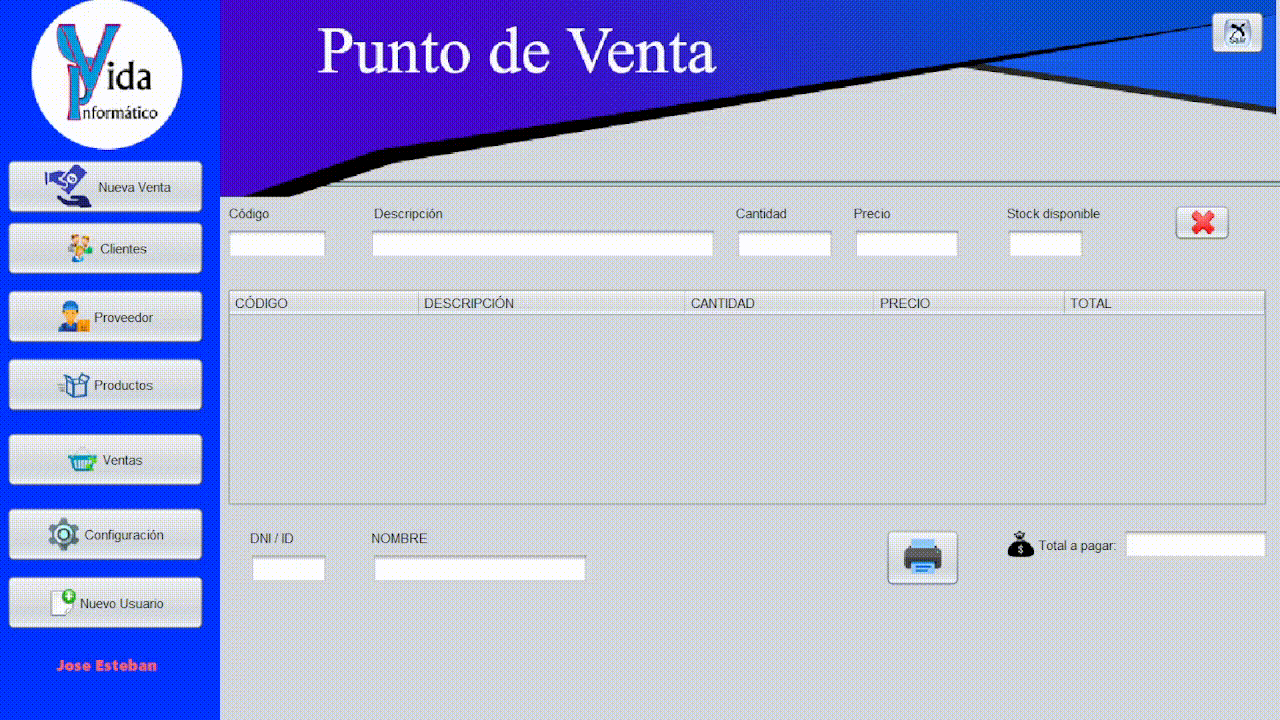 Vida
Informático
Punto de Venta
Salir
Nueva Venta
Clientes
Proveedor
Productos
Ventas
Configuración
Nuevo Usuario
Jose Esteban
Código
Descripción
Cantidad
Precio
Stock disponible
CÓDIGO
DESCRIPCIÓN
CANTIDAD
PRECIO
TOTAL
DNI / ID
NOMBRE
Total a pagar: